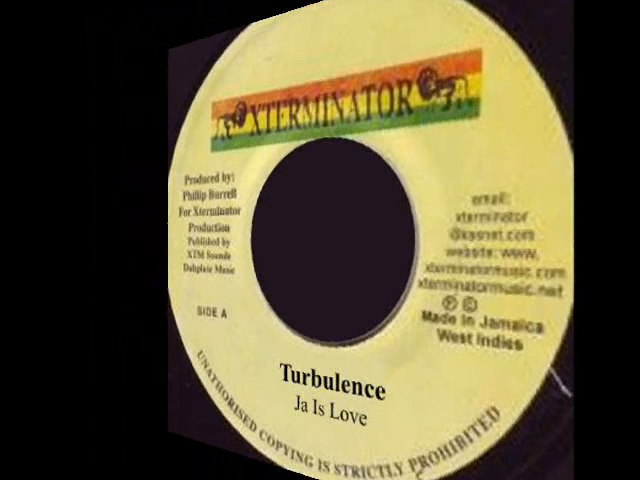 XTERMINATOR
Produced by:
Phillip Burrell
For Xterminator
Production
Published by
XTM Sounds
Dubplate Music
SIDE A
email:
xterminator
@kasnet.com
website: www.
xterminatormusic.com
xterminatormusic.net
Ⓟ ©
Made In Jamaica
West Indies
Turbulence
Ja Is Love
UNATHORISED COPYING IS STRICTLY PROHIBITED